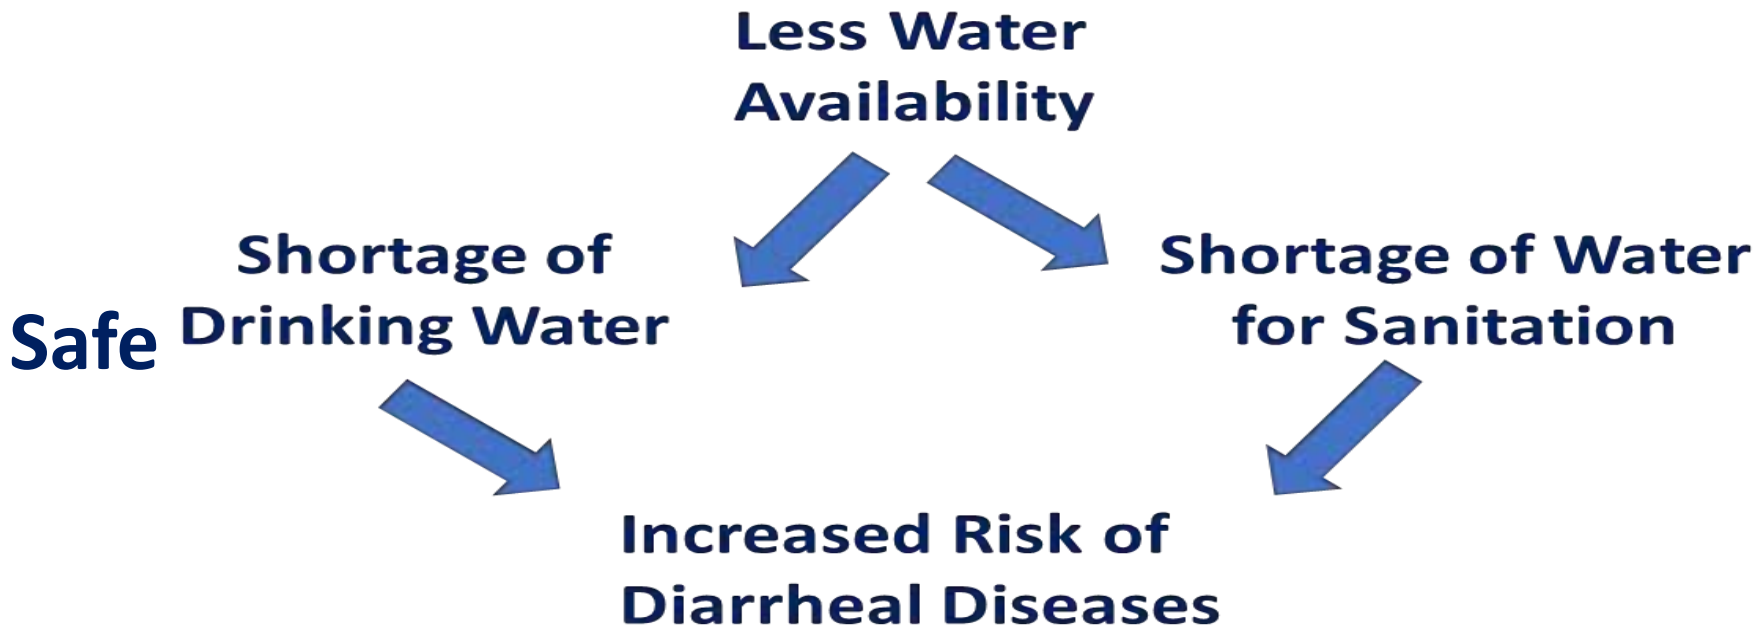 Less Water
Availability
Shortage of
Safe Drinking Water
Shortage of Water
for Sanitation
Increased Risk of
Diarrheal Diseases